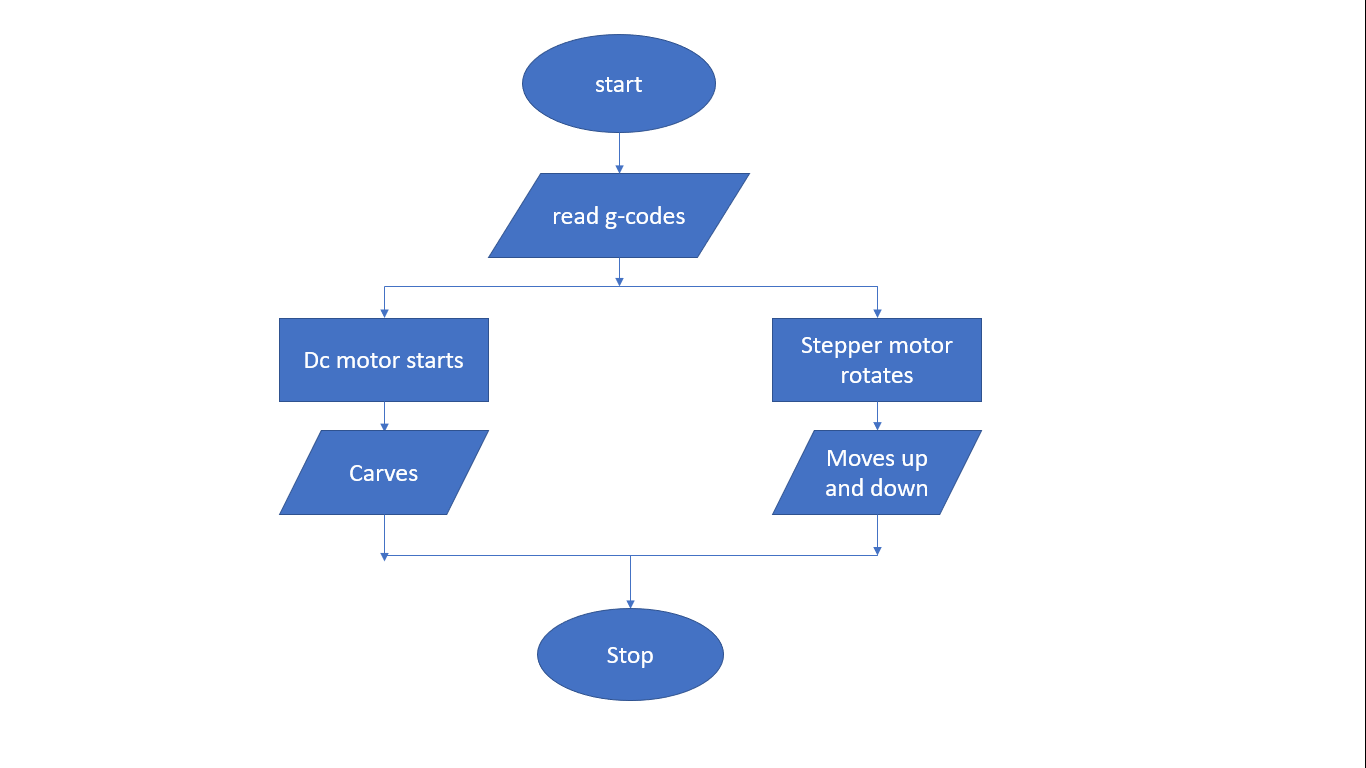 start
read g-codes
Dc motor starts
Stepper motor
rotates
Carves
Moves up
and down
Stop